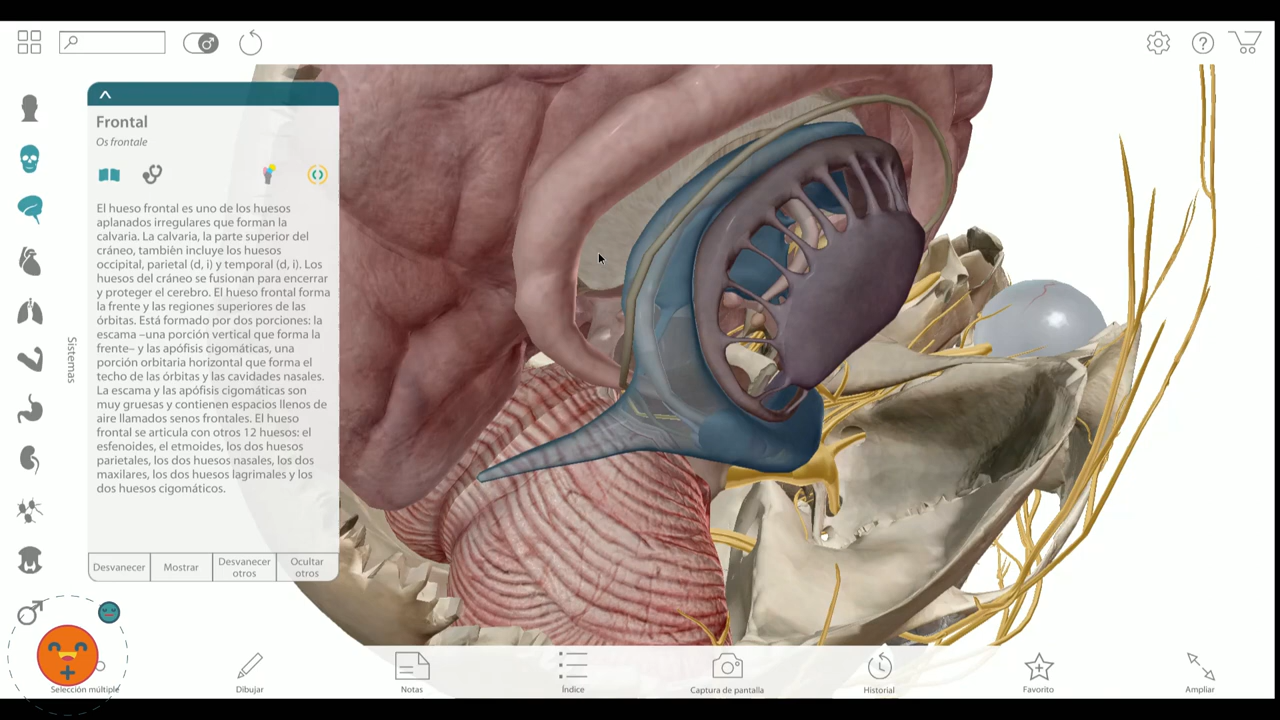 Frontal
Os frontale
El hueso frontal es uno de los huesos
aplanados irregulares que forman la
calvaria. La calvaria, la parte superior del
cráneo, también incluye los huesos
occipital, parietal (d, i) y temporal (d, i). Los
huesos del cráneo se fusionan para encerrar
y proteger el cerebro. El hueso frontal forma
la frente y las regiones superiores de las
órbitas. Está formado por dos porciones: la
escama –una porción vertical que forma la
frente– y las apófisis cigomáticas, una
porción orbitaria horizontal que forma el
techo de las órbitas y las cavidades nasales.
La escama y las apófisis cigomáticas son
muy gruesas y contienen espacios llenos de
aire llamados senos frontales. El hueso
frontal se articula con otros 12 huesos: el
esfenoides, el etmoides, los dos huesos
parietales, los dos huesos nasales, los dos
maxilares, los dos huesos lagrimales y los
dos huesos cigomáticos.
Sistemas
Desvanecer
Mostrar
Desvanecer
otros
Ocultar
otros
Selección múltiple
Dibujar
Notas
Índice
Captura de pantalla
Historial
Favorito
Ampliar